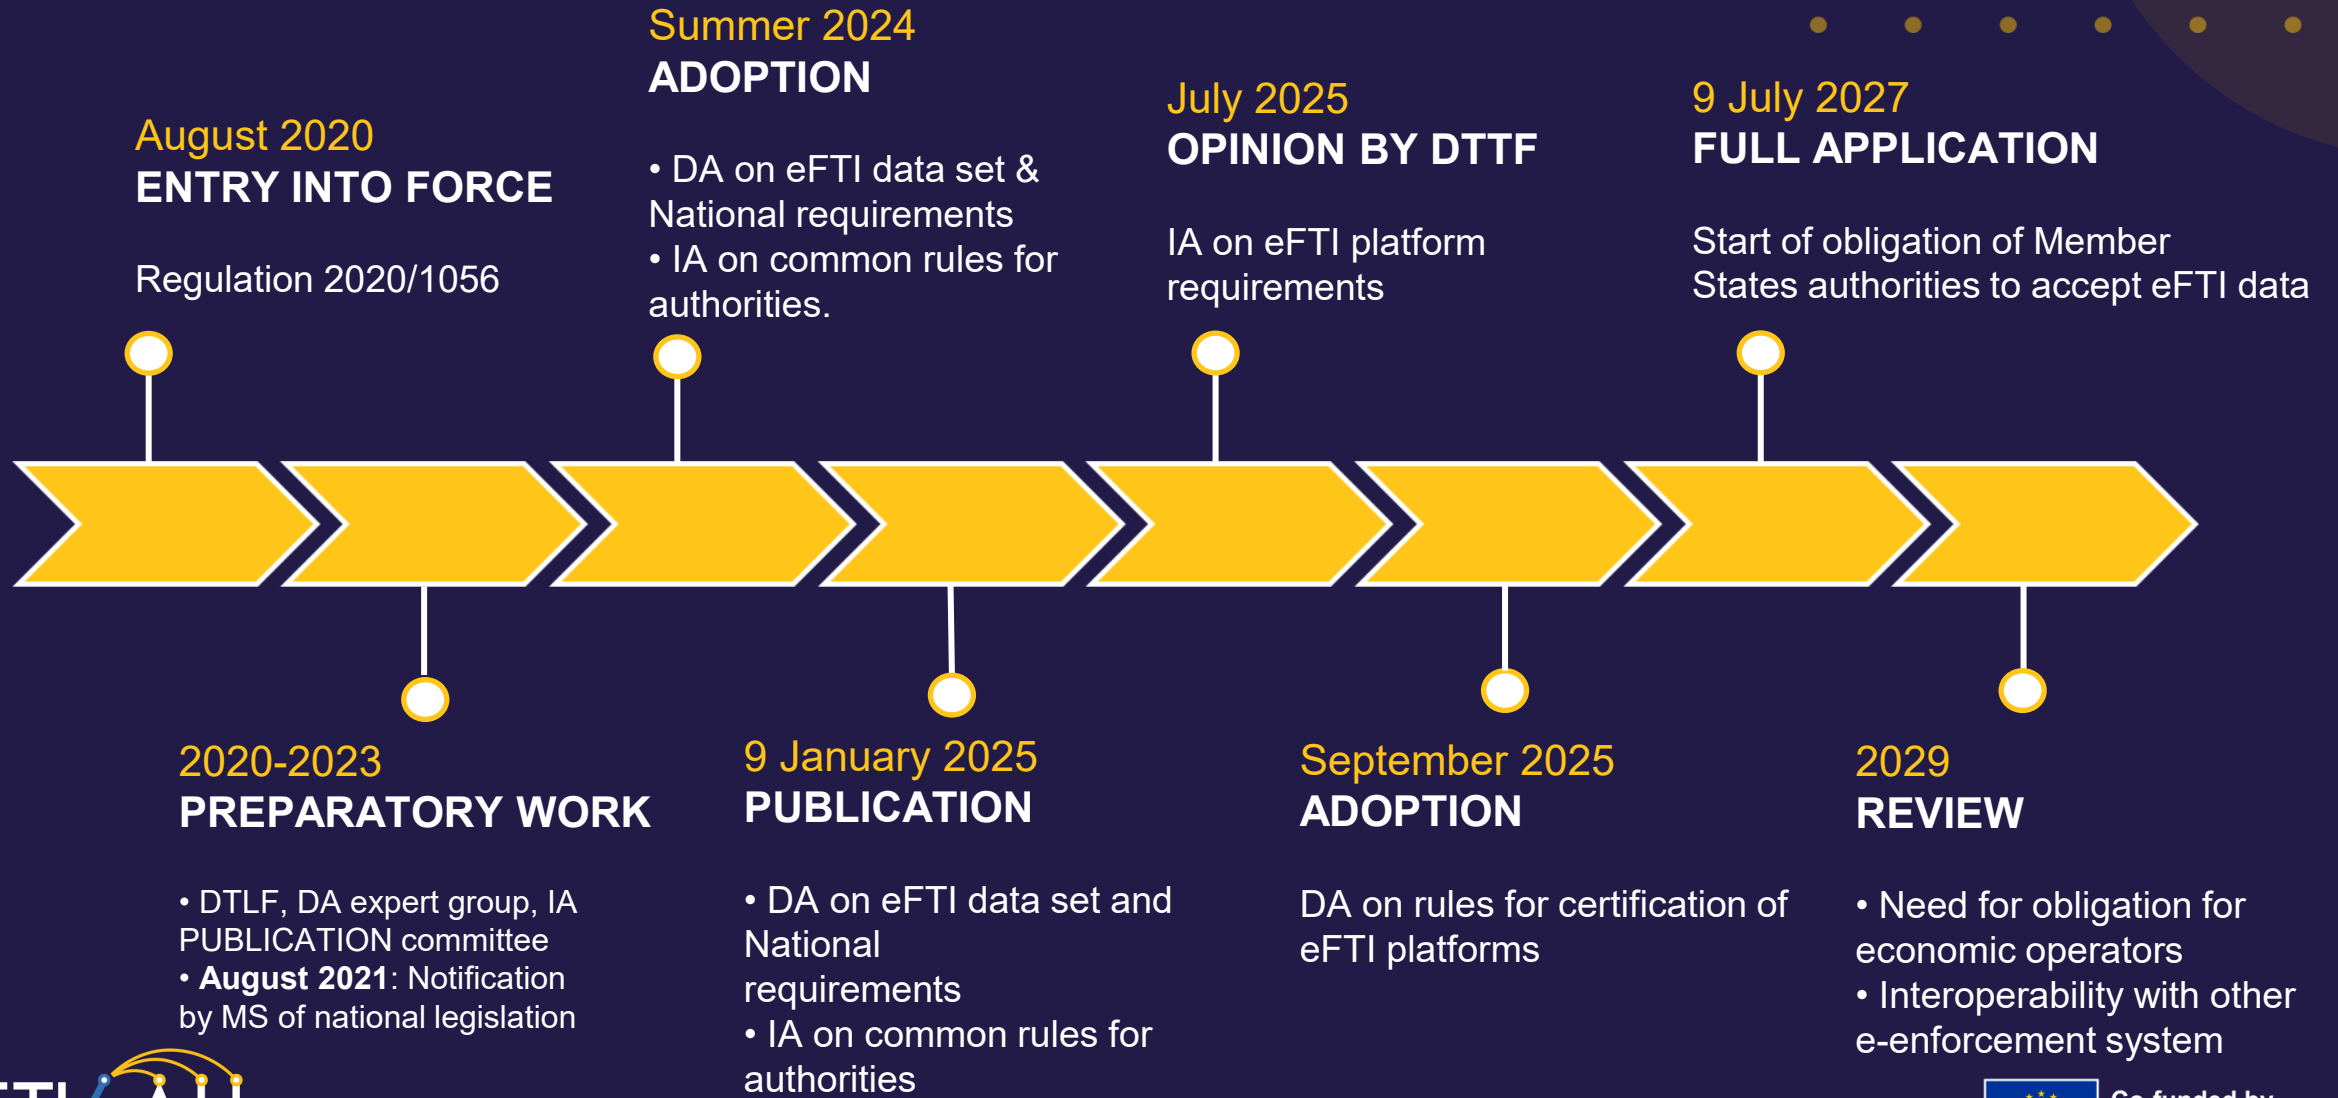 August 2020
ENTRY INTO FORCE
Regulation 2020/1056
Summer 2024
ADOPTION
• DA on eFTI data set &
National requirements
• IA on common rules for
authorities.
July 2025
OPINION BY DTTF
IA on eFTI platform
requirements
9 July 2027
FULL APPLICATION
Start of obligation of Member
States authorities to accept eFTI data
2020-2023
PREPARATORY WORK
• DTLF, DA expert group, IA
PUBLICATION committee
• August 2021: Notification
by MS of national legislation
9 January 2025
PUBLICATION
• DA on eFTI data set and
National
requirements
• IA on common rules for
authorities
September 2025
ADOPTION
DA on rules for certification of
eFTI platforms
2029
REVIEW
• Need for obligation for
economic operators
• Interoperability with other
e-enforcement system
Co-funded by